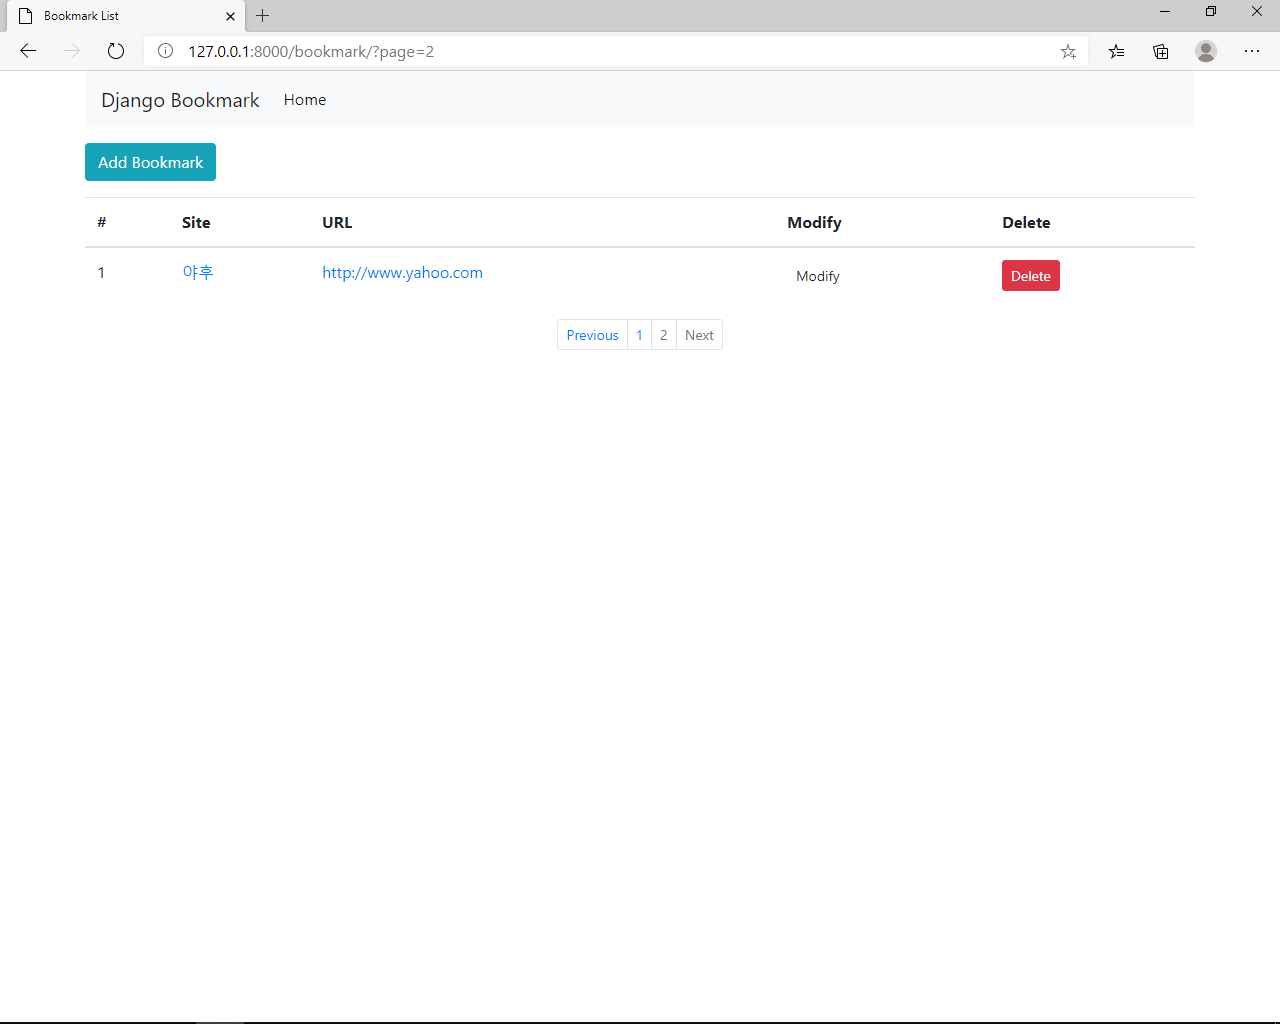 Bookmark List
127.0.0.1:8000/bookmark/?page=2
Django Bookmark Home
Add Bookmark
# Site URL Modify Delete
1 야후 http://www.yahoo.com Modify Delete
Previous 1 2 Next